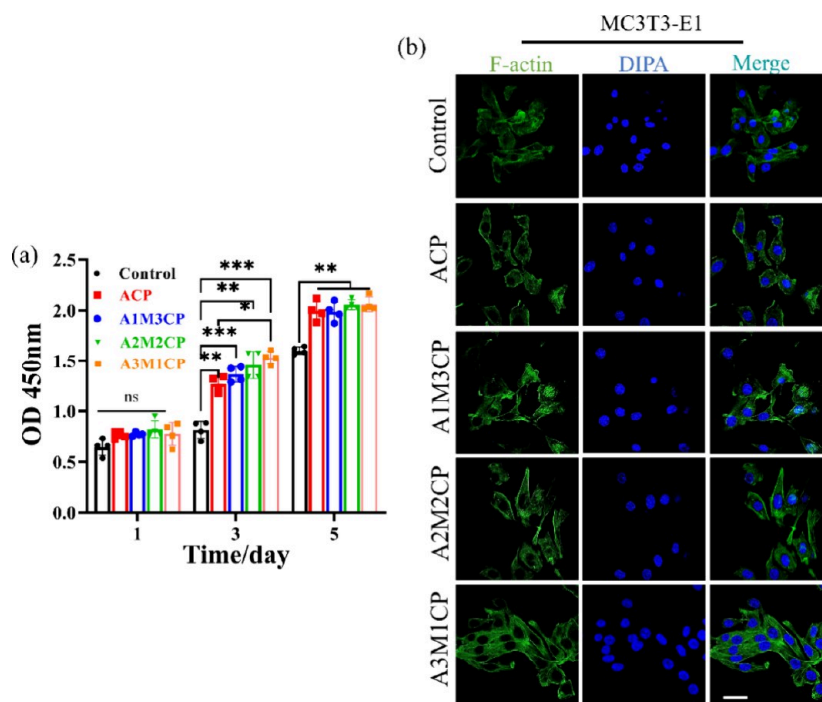 (a)
OD 450nm
2.5
2.0
1.5
1.0
0.5
0.0
Control
ACP
A1M3CP
A2M2CP
A3M1CP
ns
***
**
*
***
**
**
1
3
5
Time/day
(b)
MC3T3-E1
F-actin DIPA Merge
Control
ACP
A1M3CP
A2M2CP
A3M1CP